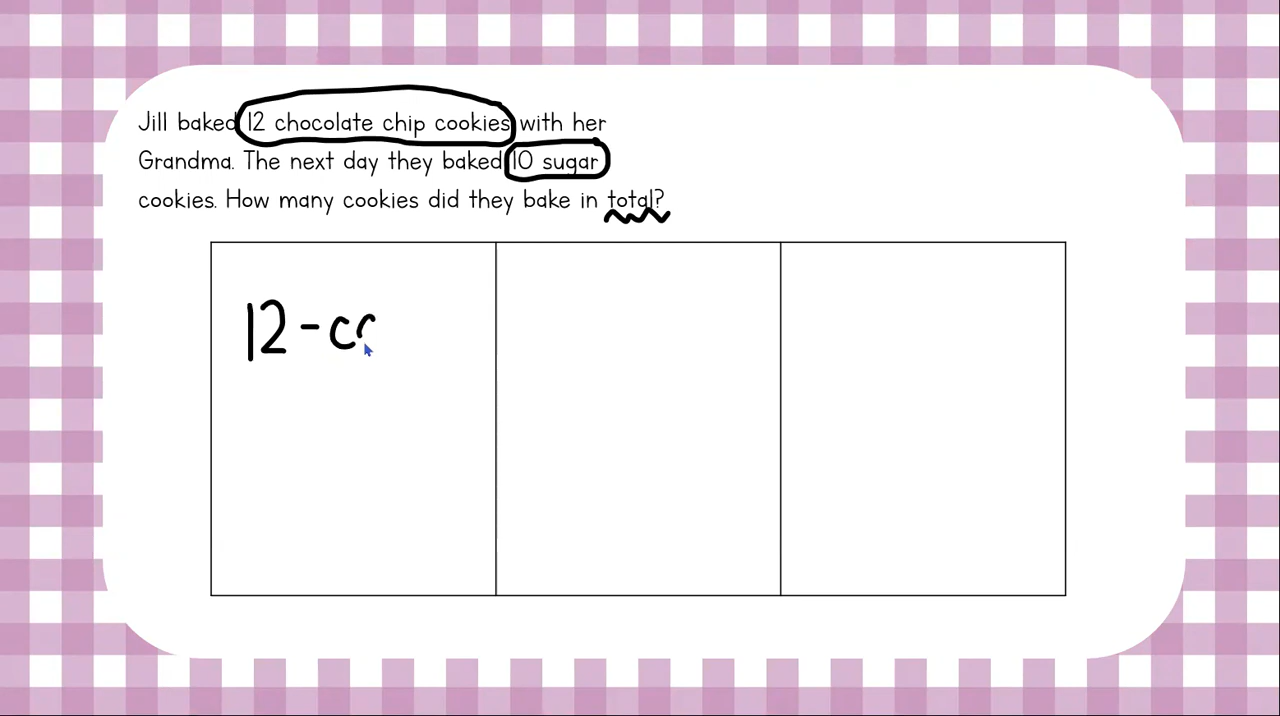 Jill baked 12 chocolate chip cookies with her
Grandma. The next day they baked 10 sugar
cookies. How many cookies did they bake in total?
12-cc